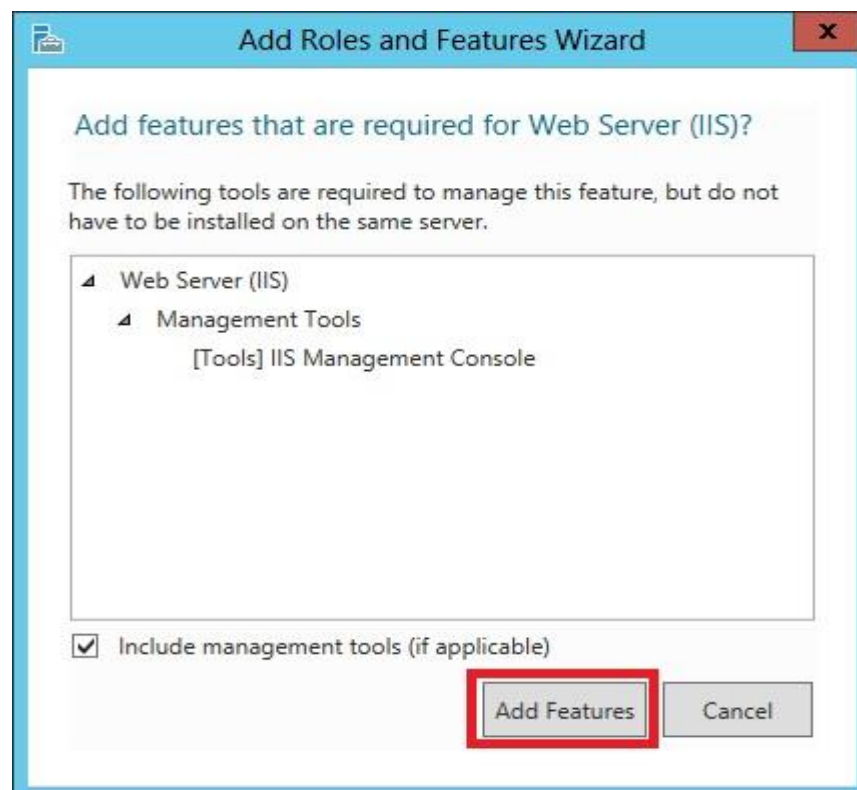 Add Roles and Features Wizard
x
Add features that are required for Web Server (IIS)?
The following tools are required to manage this feature, but do not
have to be installed on the same server.
Web Server (IIS)
Management Tools
[Tools] IIS Management Console
Include management tools (if applicable)
Add Features Cancel